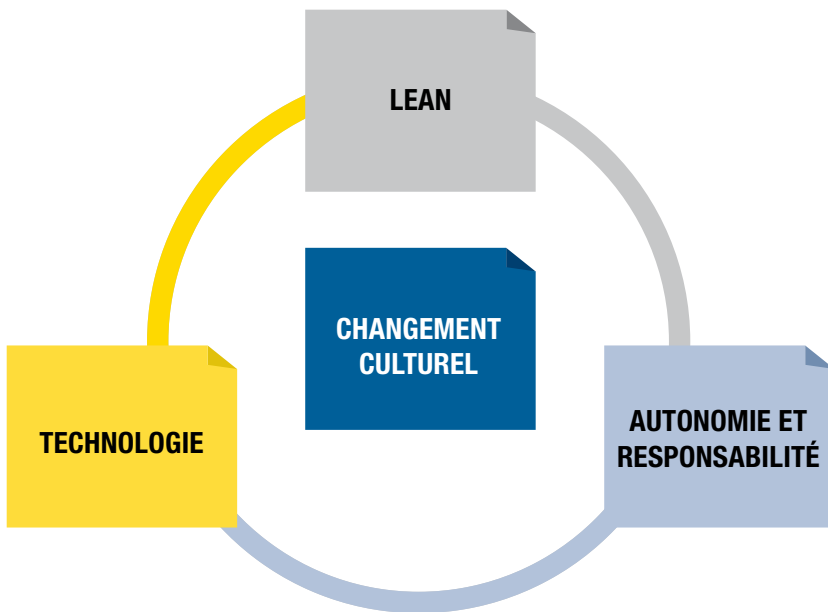 LEAN
CHANGEMENT
CULTUREL
TECHNOLOGIE
AUTONOMIE ET
RESPONSABILITÉ